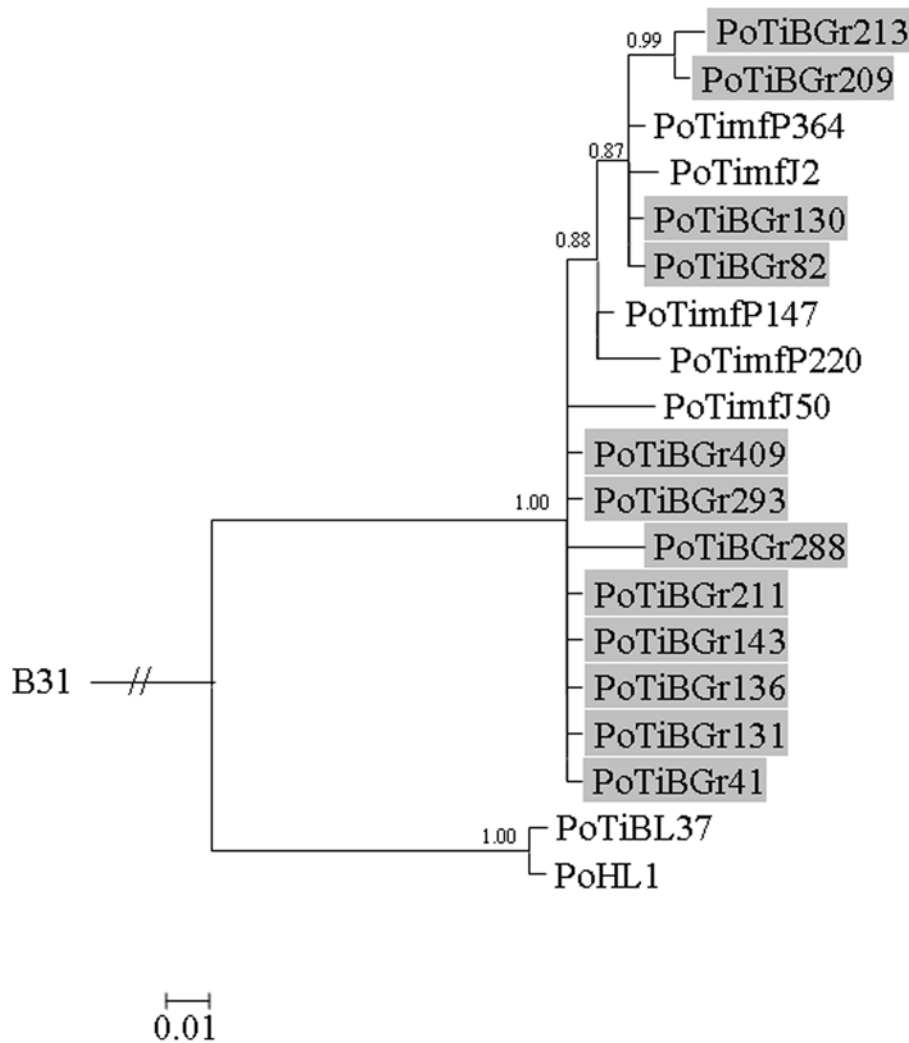 0.99
PoTiBGr213
PoTiBGr209
PoTimfP364
0.87
PoTimfJ2
PoTiBGr130
0.88
PoTiBGr82
PoTimfP147
PoTimfP220
PoTimfJ50
PoTiBGr409
1.00
PoTiBGr293
PoTiBGr288
PoTiBGr211
PoTiBGr143
B31
//
PoTiBGr136
PoTiBGr131
PoTiBGr41
1.00
PoTiBL37
PoHL1
0.01